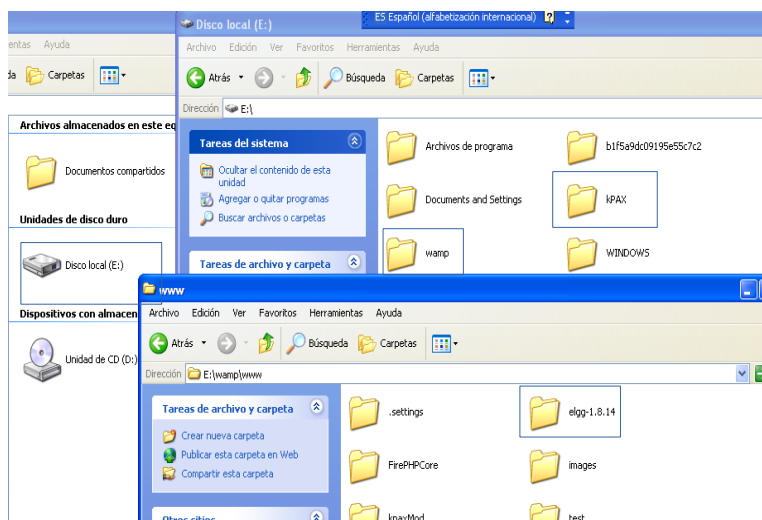 Disco local (E:)
ES Español (alfabetización internacional)
entas Ayuda
Archivo Edición Ver Favoritos Herramientas Ayuda
Carpetas
Atrás Búsqueda Carpetas
Dirección E:\
Archivos almacenados en este eq
Documentos compartidos
Unidades de disco duro
Disco local (E:)
Dispositivos con almacen
Unidad de CD (D:)
Tareas del sistema
Ocultar el contenido de esta
unidad
Agregar o quitar programas
Buscar archivos o carpetas
Tareas de archivo y carpeta
Archivos de programa
b1f5a9dc09195e55c7c2
Documents and Settings
kPAX
wamp
WINDOWS
www
Archivo Edición Ver Favoritos Herramientas Ayuda
Atrás Búsqueda Carpetas
Dirección E:\wamp\www
Tareas de archivo y carpeta
Crear nueva carpeta
Publicar esta carpeta en Web
Compartir esta carpeta
Otros sitios
.settings
elgg-1.8.14
FirePHPCore
images
kpaxMod
test